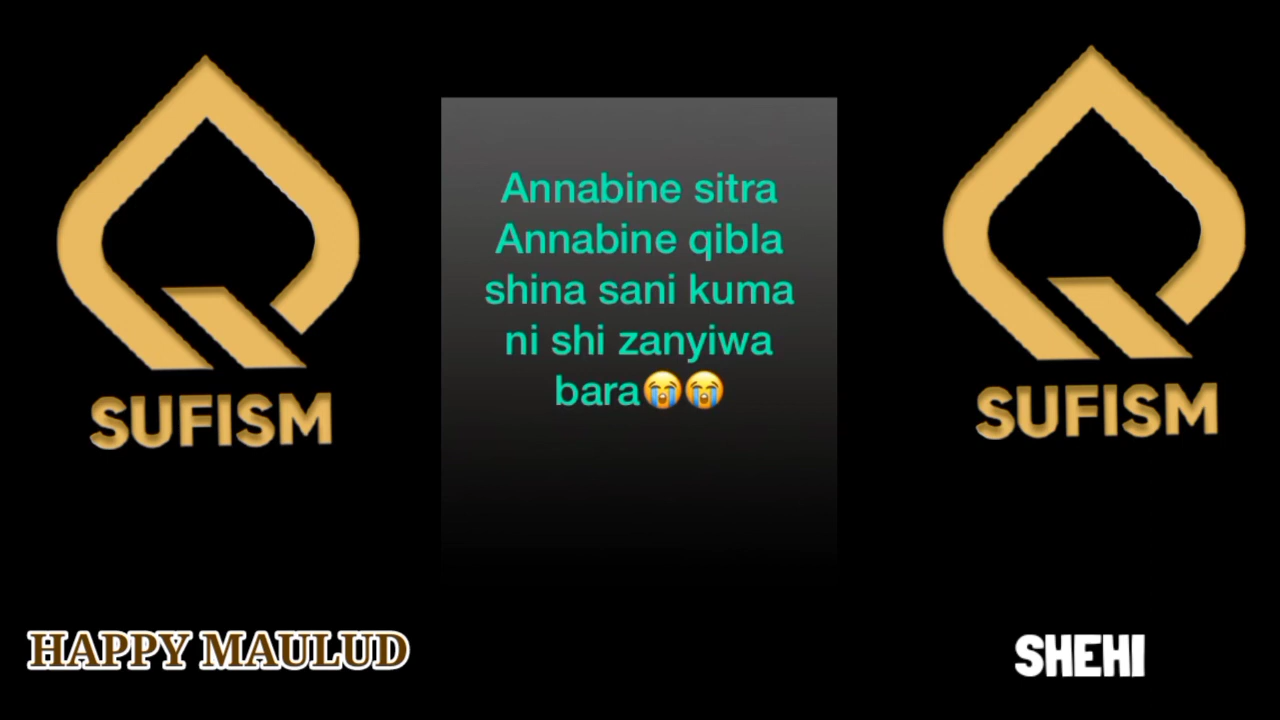 SUFISM
Annabine sitra
Annabine qibla
shina sani kuma
ni shi zanyiwa
bara😭😭
SUFISM
HAPPY MAULUD
SHEHI